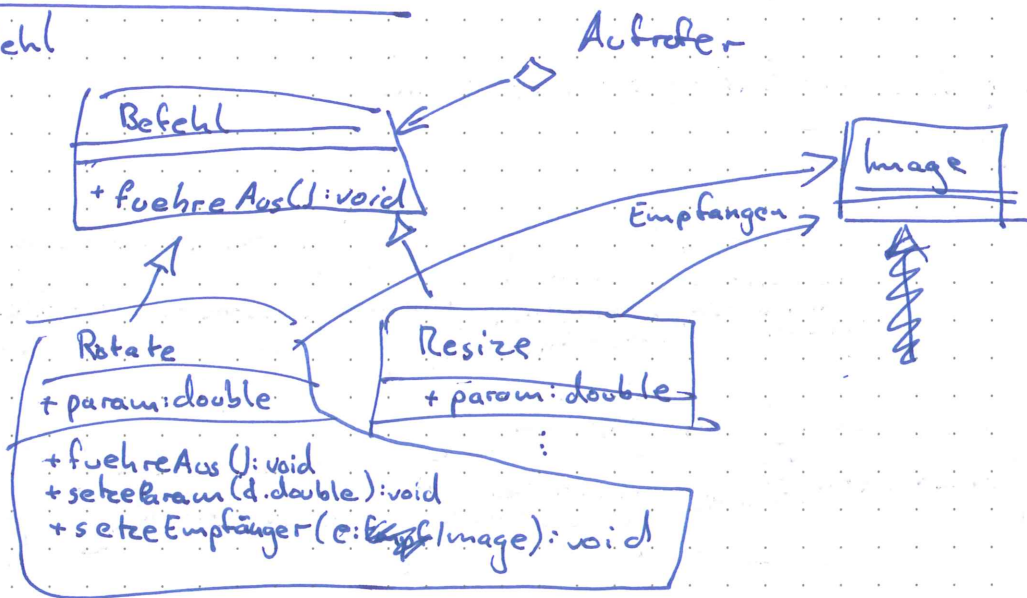 ehl
Aufrufer
Befehl
+ fuehreAus(): void
Image
Empfangen
Rotate
+ param: double
+ fuehreAus(): void
+ setzeParam(d.double): void
+ setzeEmpfänger(e: Image): void
Resize
+ param: double
: